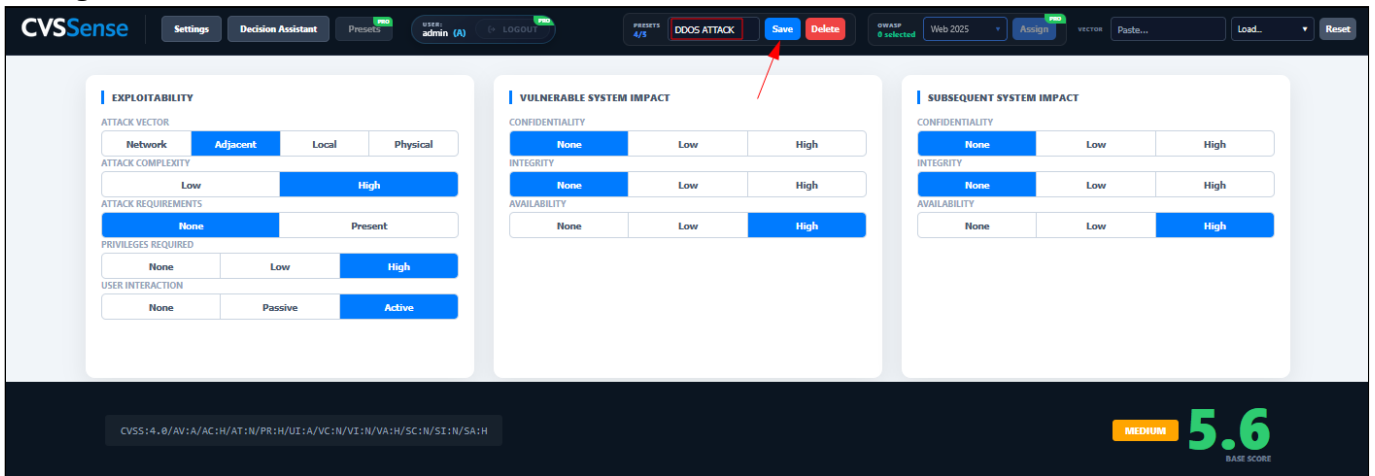 CVSSense Settings Decision Assistant Presets PRO USER: admin (A) LOGOUT PRO PRESETS 4/5 DDOS ATTACK Save Delete OWASP 0 selected Web 2025 Assign PRO VECTOR Paste... Load... Reset
EXPLOITABILITY
ATTACK VECTOR
Network Adjacent Local Physical
ATTACK COMPLEXITY
Low High
ATTACK REQUIREMENTS
None Present
PRIVILEGES REQUIRED
None Low High
USER INTERACTION
None Passive Active
VULNERABLE SYSTEM IMPACT
CONFIDENTIALITY
None Low High
INTEGRITY
None Low High
AVAILABILITY
None Low High
SUBSEQUENT SYSTEM IMPACT
CONFIDENTIALITY
None Low High
INTEGRITY
None Low High
AVAILABILITY
None Low High
CVSS:4.0/AV:A/AC:H/AT:N/PR:H/UI:A/VC:N/VI:N/VA:H/SC:N/SI:N/SA:H
MEDIUM 5.6
BASE SCORE